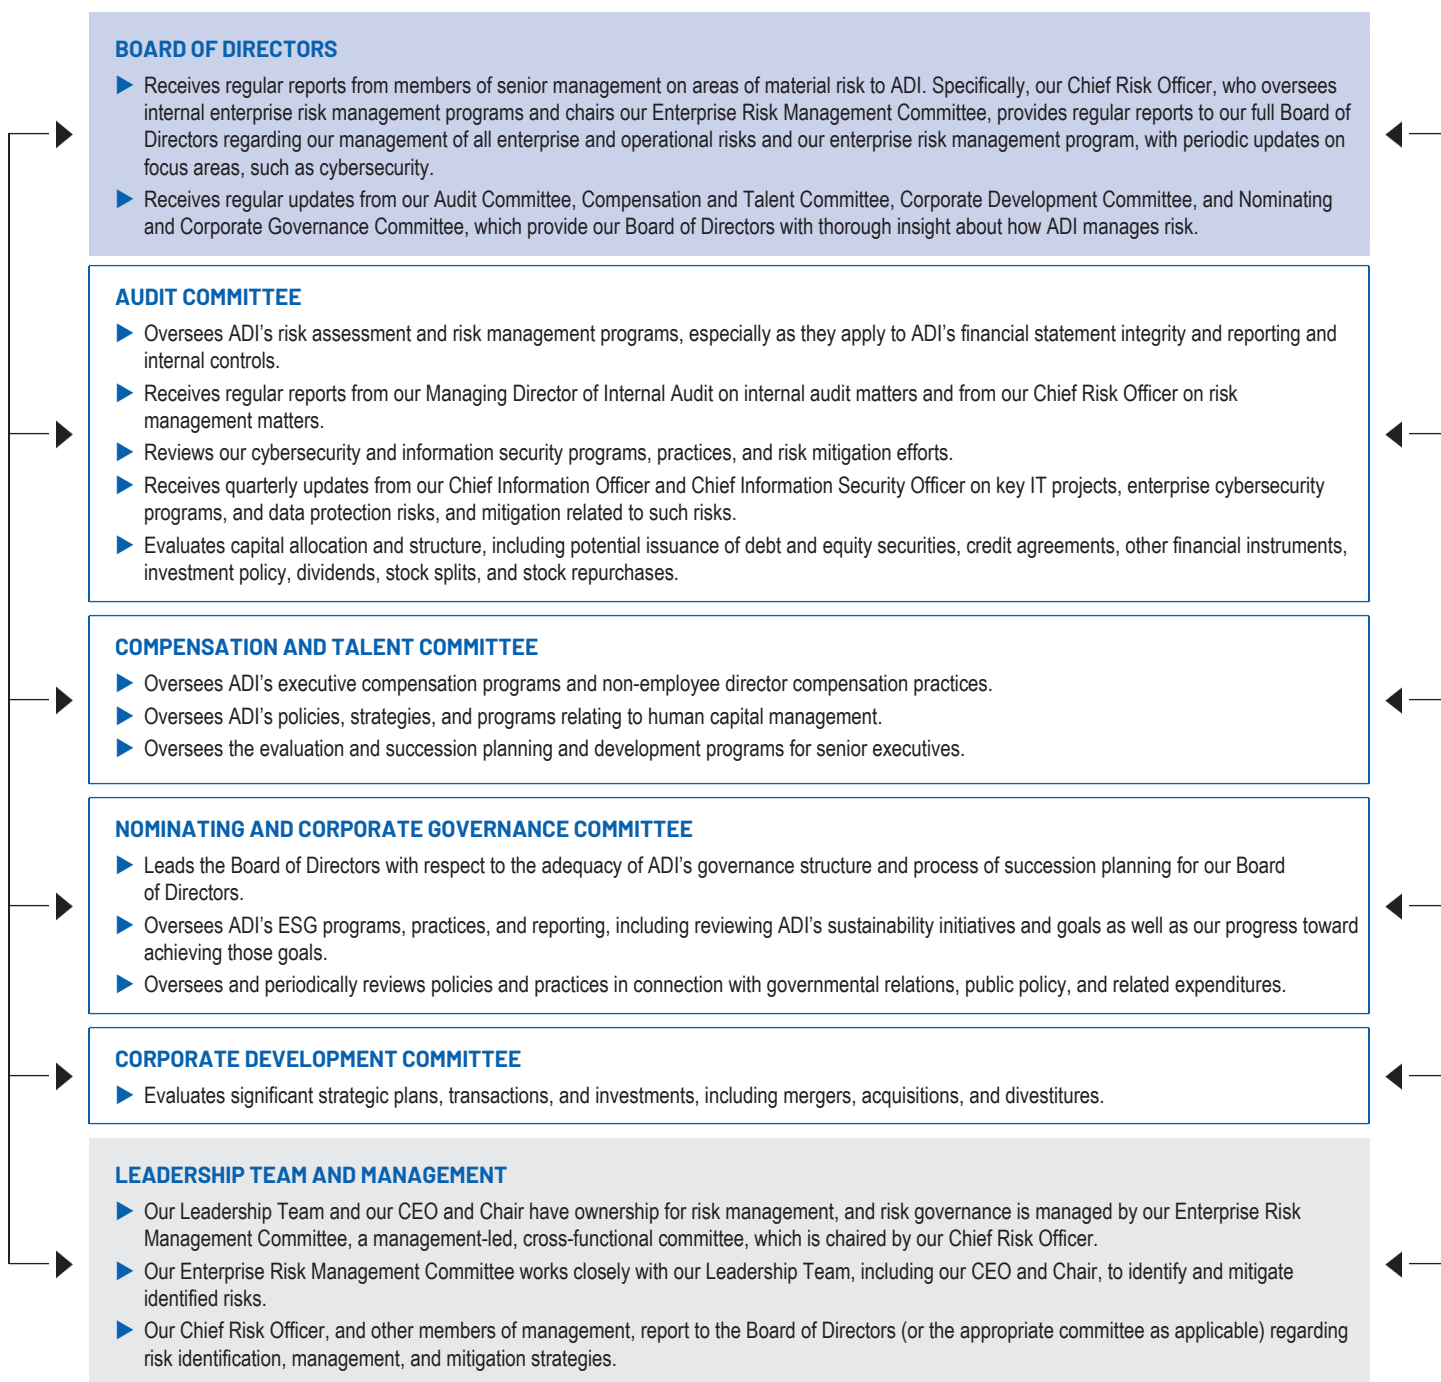 BOARD OF DIRECTORS
▶ Receives regular reports from members of senior management on areas of material risk to ADI. Specifically, our Chief Risk Officer, who oversees
internal enterprise risk management programs and chairs our Enterprise Risk Management Committee, provides regular reports to our full Board of
Directors regarding our management of all enterprise and operational risks and our enterprise risk management program, with periodic updates on
focus areas, such as cybersecurity.
▶ Receives regular updates from our Audit Committee, Compensation and Talent Committee, Corporate Development Committee, and Nominating
and Corporate Governance Committee, which provide our Board of Directors with thorough insight about how ADI manages risk.
AUDIT COMMITTEE
▶ Oversees ADI's risk assessment and risk management programs, especially as they apply to ADI's financial statement integrity and reporting and
internal controls.
▶ Receives regular reports from our Managing Director of Internal Audit on internal audit matters and from our Chief Risk Officer on risk
management matters.
▶ Reviews our cybersecurity and information security programs, practices, and risk mitigation efforts.
▶ Receives quarterly updates from our Chief Information Officer and Chief Information Security Officer on key IT projects, enterprise cybersecurity
programs, and data protection risks, and mitigation related to such risks.
▶ Evaluates capital allocation and structure, including potential issuance of debt and equity securities, credit agreements, other financial instruments,
investment policy, dividends, stock splits, and stock repurchases.
COMPENSATION AND TALENT COMMITTEE
▶ Oversees ADI's executive compensation programs and non-employee director compensation practices.
▶ Oversees ADI's policies, strategies, and programs relating to human capital management.
▶ Oversees the evaluation and succession planning and development programs for senior executives.
NOMINATING AND CORPORATE GOVERNANCE COMMITTEE
▶ Leads the Board of Directors with respect to the adequacy of ADI's governance structure and process of succession planning for our Board
of Directors.
▶ Oversees ADI's ESG programs, practices, and reporting, including reviewing ADI's sustainability initiatives and goals as well as our progress toward
achieving those goals.
▶ Oversees and periodically reviews policies and practices in connection with governmental relations, public policy, and related expenditures.
CORPORATE DEVELOPMENT COMMITTEE
▶ Evaluates significant strategic plans, transactions, and investments, including mergers, acquisitions, and divestitures.
LEADERSHIP TEAM AND MANAGEMENT
▶ Our Leadership Team and our CEO and Chair have ownership for risk management, and risk governance is managed by our Enterprise Risk
Management Committee, a management-led, cross-functional committee, which is chaired by our Chief Risk Officer.
▶ Our Enterprise Risk Management Committee works closely with our Leadership Team, including our CEO and Chair, to identify and mitigate
identified risks.
▶ Our Chief Risk Officer, and other members of management, report to the Board of Directors (or the appropriate committee as applicable) regarding
risk identification, management, and mitigation strategies.